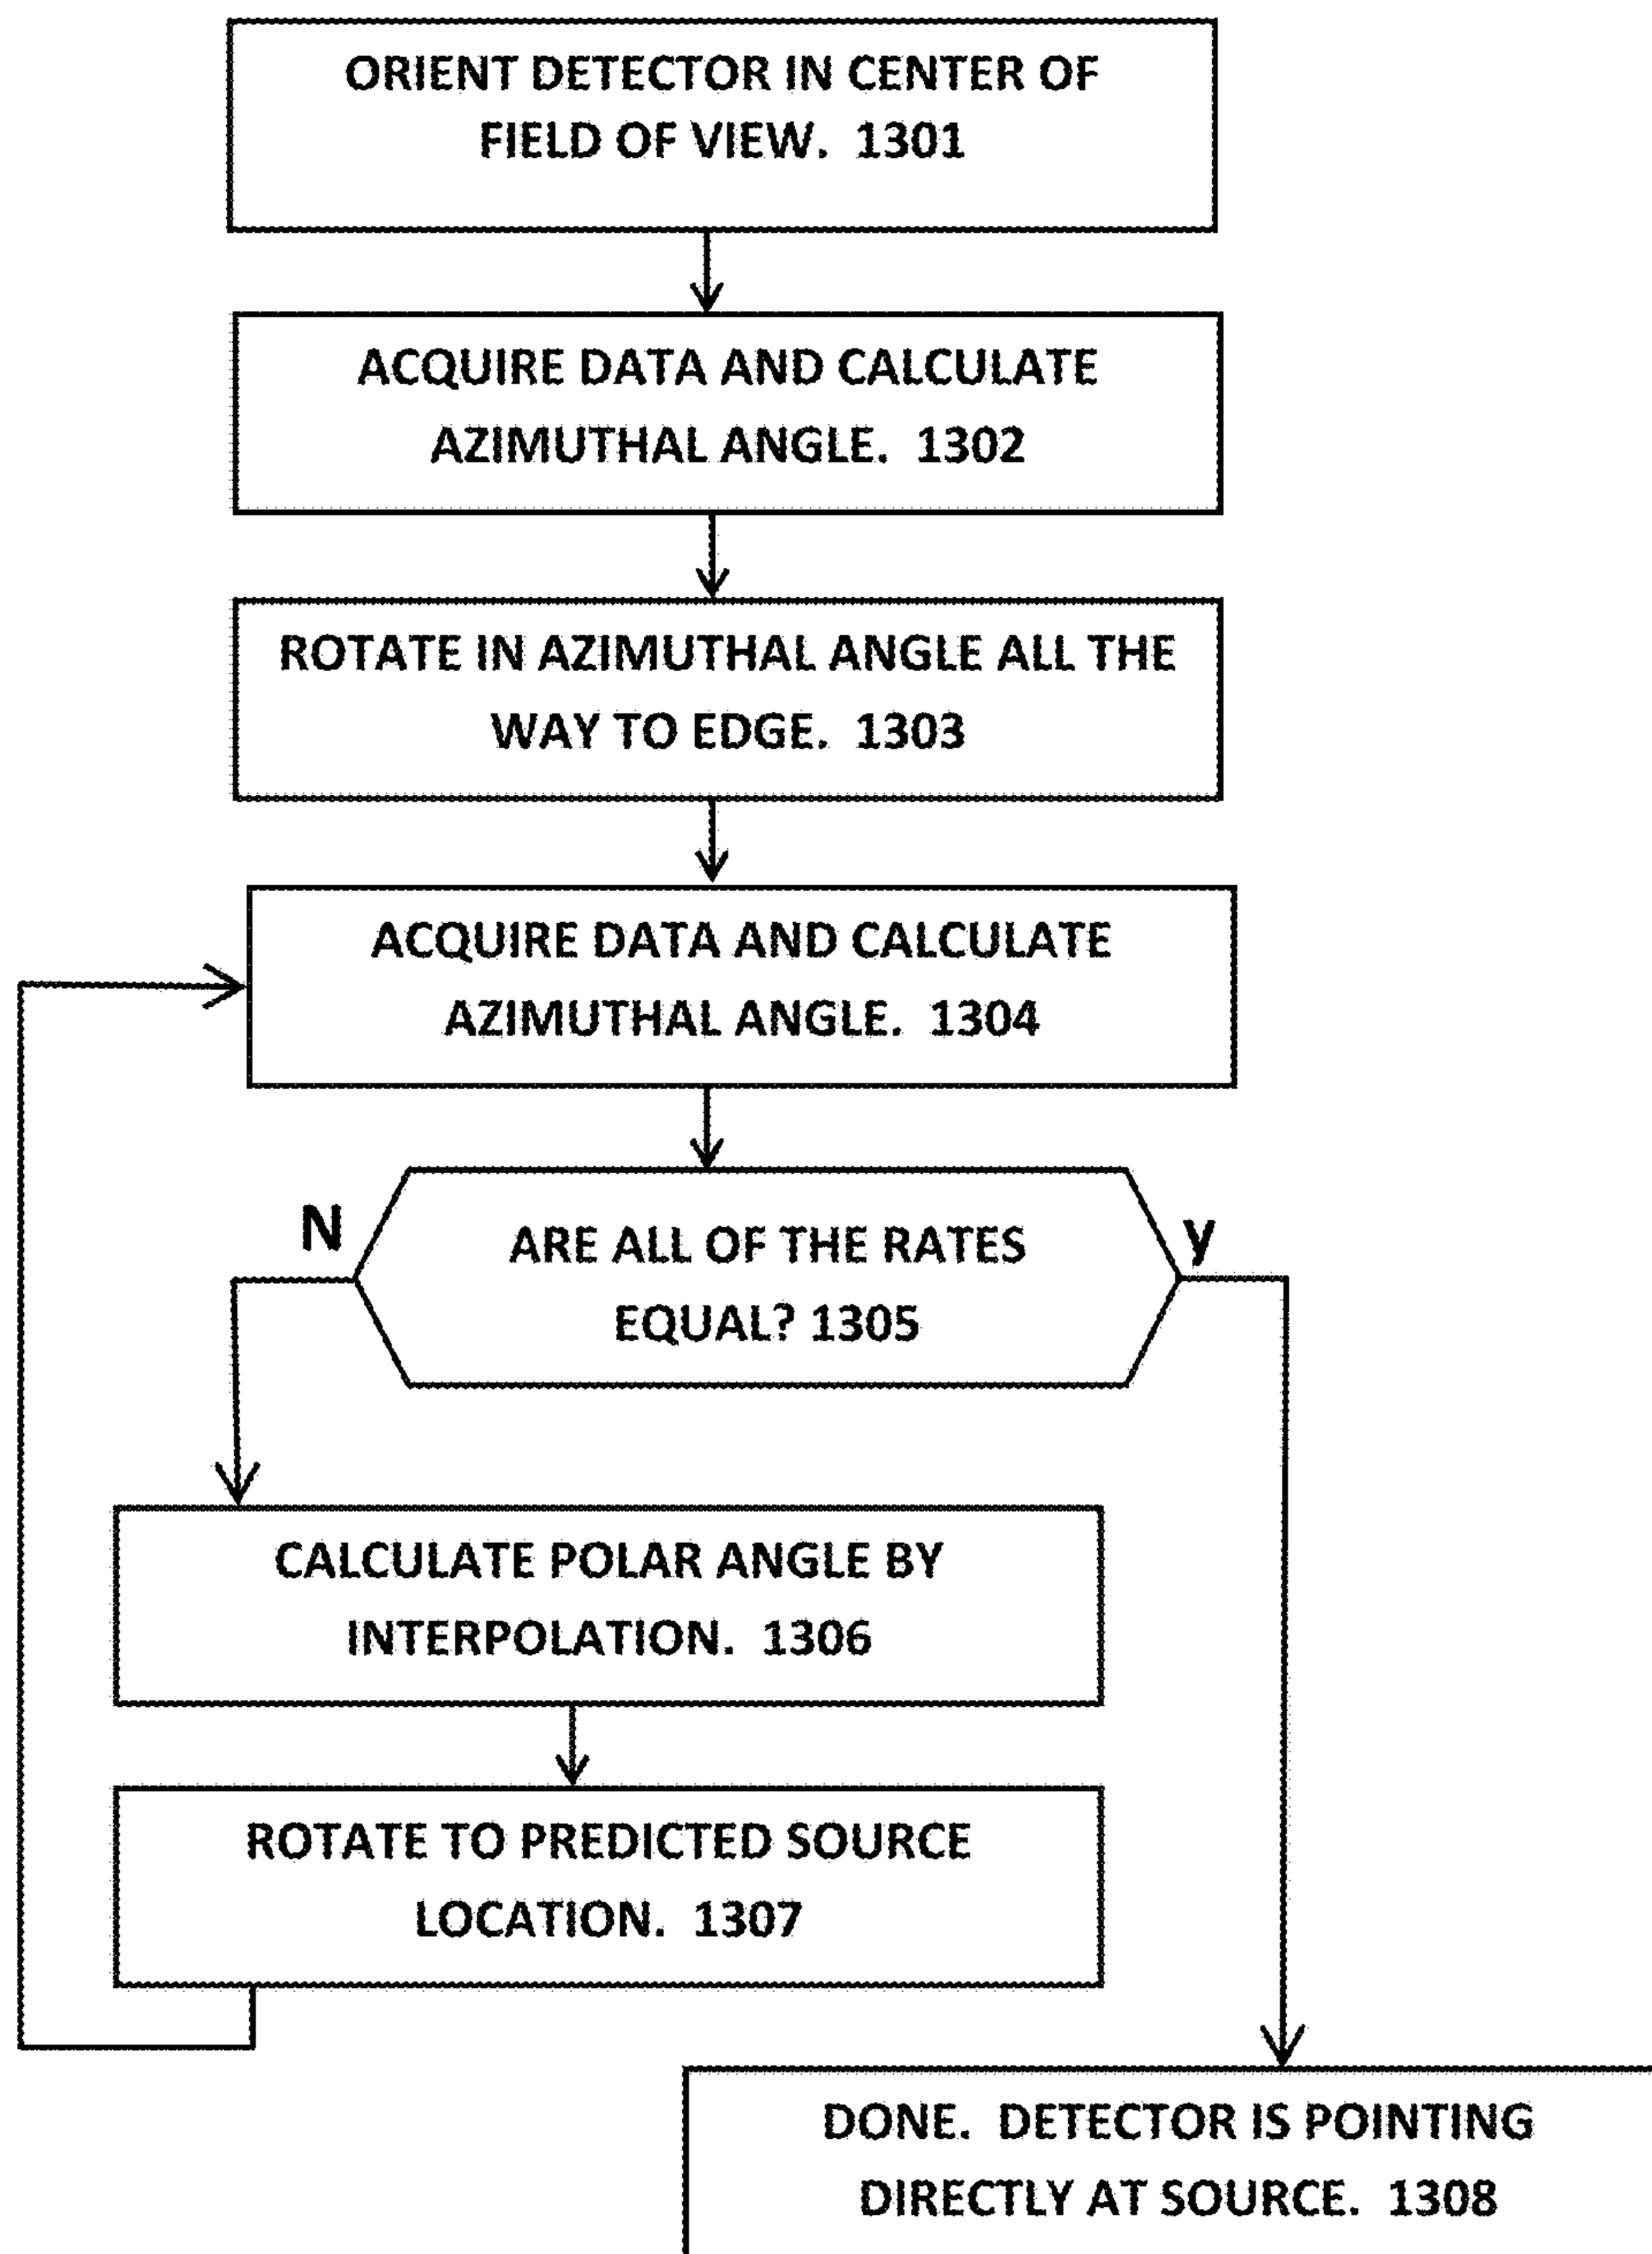 ORIENT DETECTOR IN CENTER OF
FIELD OF VIEW. 1301
ACQUIRE DATA AND CALCULATE
AZIMUTHAL ANGLE. 1302
ROTATE IN AZIMUTHAL ANGLE ALL THE
WAY TO EDGE. 1303
ACQUIRE DATA AND CALCULATE
AZIMUTHAL ANGLE. 1304
N
y
ARE ALL OF THE RATES
EQUAL? 1305
CALCULATE POLAR ANGLE BY
INTERPOLATION. 1306
ROTATE TO PREDICTED SOURCE
LOCATION. 1307
DONE. DETECTOR IS POINTING
DIRECTLY AT SOURCE. 1308